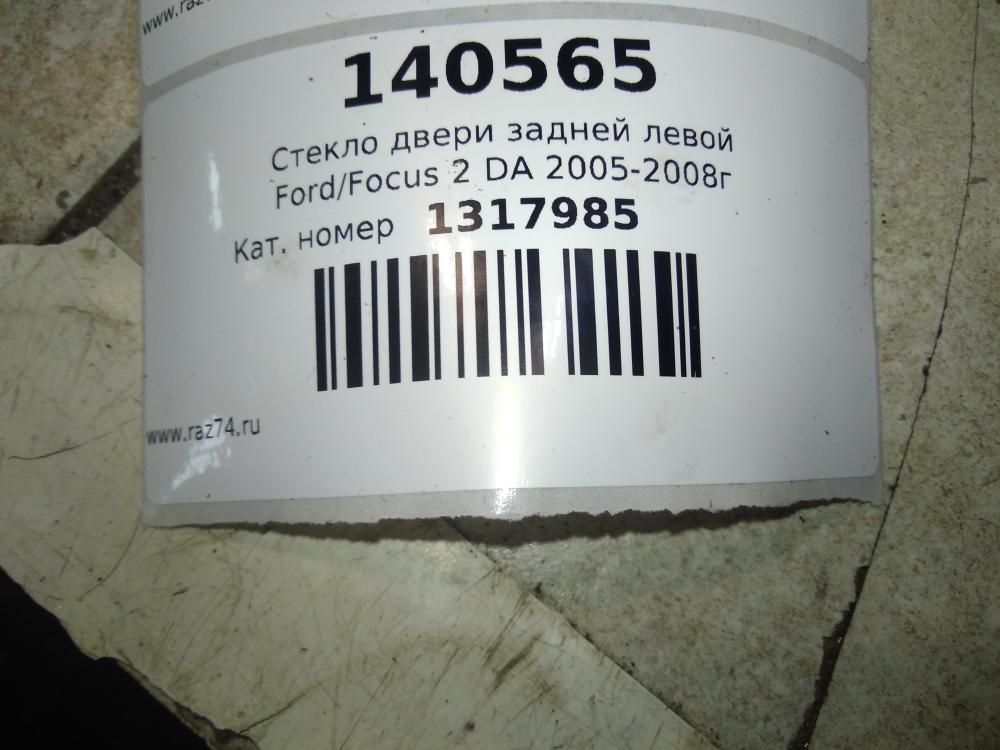 140565
Стекло двери задней левой
Ford/Focus 2 DA 2005-2008г
Кат. номер 1317985
www.raz74.ru